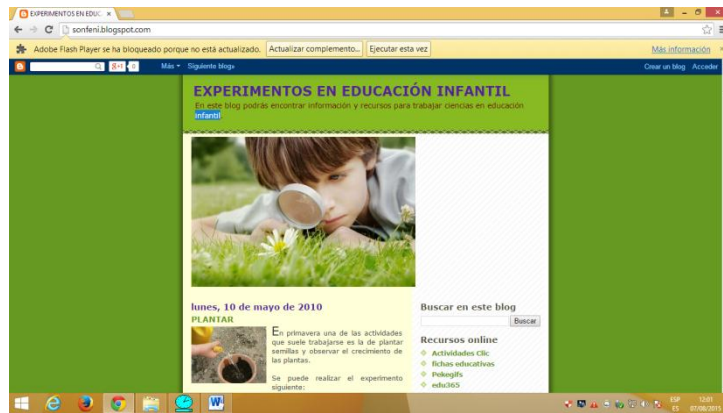 EXPERIMENTOS EN EDUC
sonfeni.blogspot.com
Adobe Flash Player se ha bloqueado porque no está actualizado. Actualizar complemento... Ejecutar esta vez Más información
g+1 0 Más Siguiente blog» Crear un blog Acceder
EXPERIMENTOS EN EDUCACIÓN INFANTIL
En este blog podrás encontrar información y recursos para trabajar ciencias en educación
infantil
lunes, 10 de mayo de 2010
PLANTAR
En primavera una de las actividades
que suele trabajarse es la de plantar
semillas y observar el crecimiento de
las plantas.
Se puede realizar el experimento
siguiente:
Buscar en este blog
Buscar
Recursos online
Actividades Clic
fichas educativas
Pekegifs
edu365
ESP 12:01
ES 07/08/2015